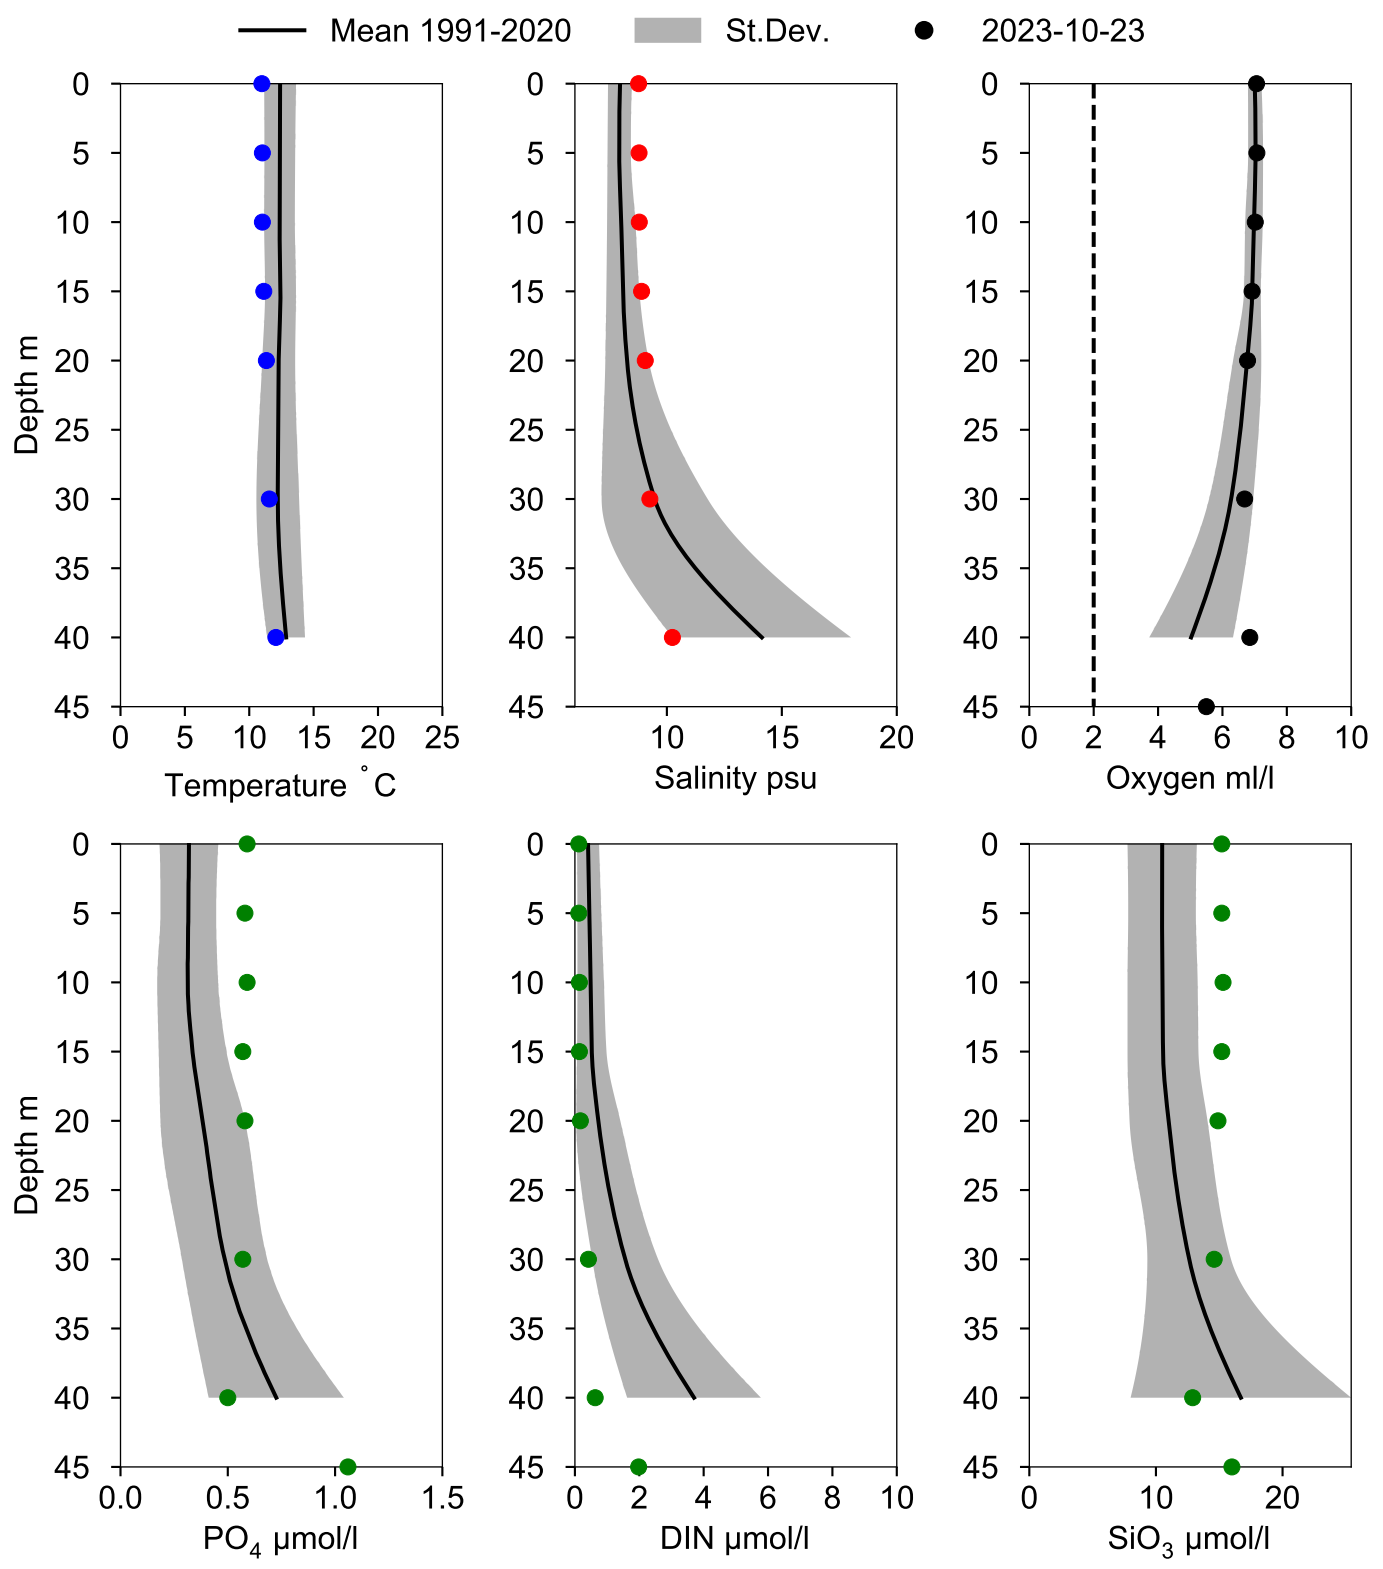 Mean 1991-2020 St.Dev. 2023-10-23
0 0 0
5 5 5
10 10 10
15 15 15
20 20 20
25 25 25
30 30 30
35 35 35
40 40 40
45 45 45
Depth m
0 5 10 15 20 25 10 15 20 0 2 4 6 8 10
Temperature °C Salinity psu Oxygen ml/l
0 0 0
5 5 5
10 10 10
15 15 15
20 20 20
25 25 25
30 30 30
35 35 35
40 40 40
45 45 45
Depth m
0.0 0.5 1.0 1.5 0 2 4 6 8 10 0 10 20
PO₄ µmol/l DIN µmol/l SiO₃ µmol/l